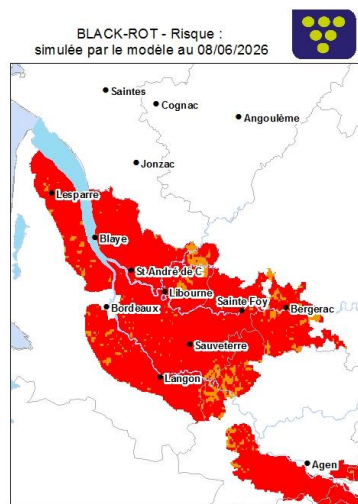 BLACK-ROT - Risque :
simulée par le modèle au 08/06/2026
Saintes
Cognac
Angoulème
Jonzac
Lesparre
Blaye
St André de C
Libourne
Sainte Foy
Bordeaux
Bergerac
Sauveterre
Langon
Agen